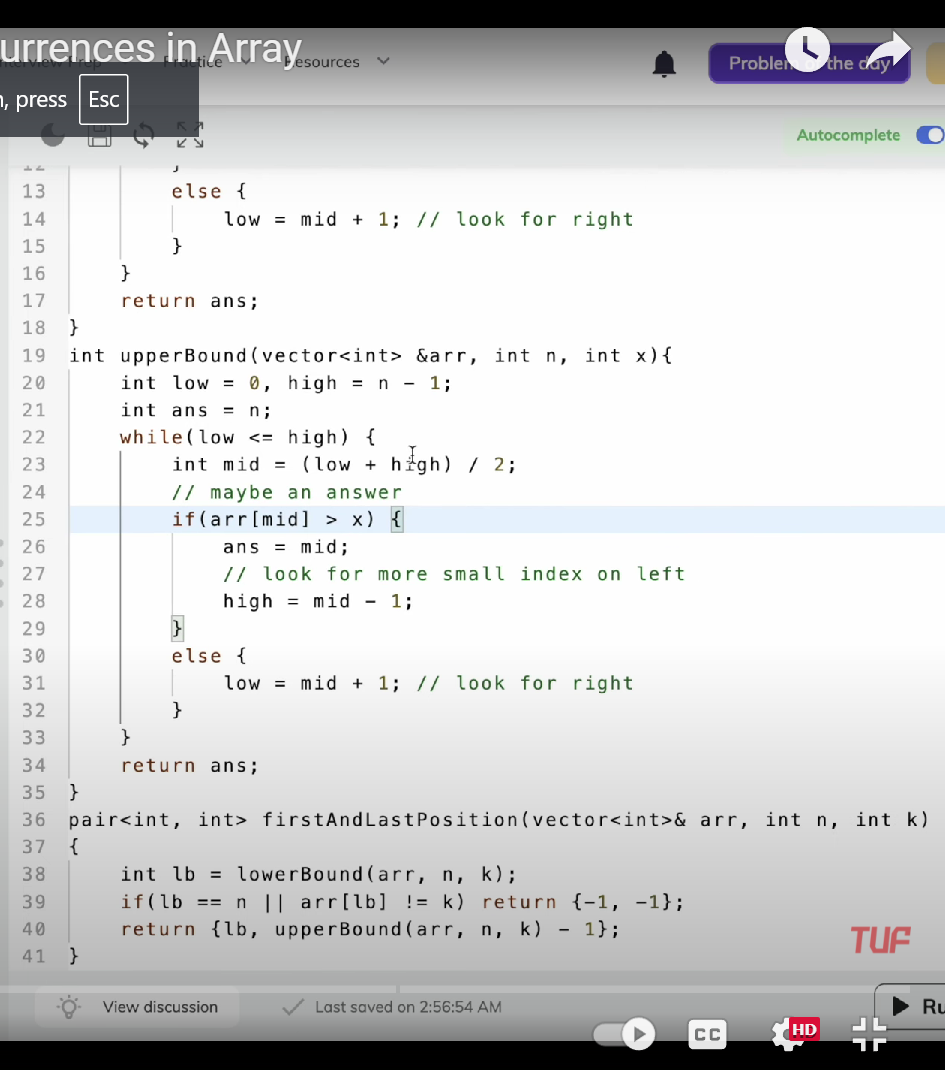 urrences in Array
Interview Prep Practice Resources Problem of the day
n, press Esc
Autocomplete
12 }
13 else {
14 low = mid + 1; // look for right
15 }
16 }
17 return ans;
18 }
19 int upperBound(vector<int> &arr, int n, int x){
20 int low = 0, high = n - 1;
21 int ans = n;
22 while(low <= high) {
23 int mid = (low + high) / 2;
24 // maybe an answer
25 if(arr[mid] > x) {
26 ans = mid;
27 // look for more small index on left
28 high = mid - 1;
29 }
30 else {
31 low = mid + 1; // look for right
32 }
33 }
34 return ans;
35 }
36 pair<int, int> firstAndLastPosition(vector<int>& arr, int n, int k)
37 {
38 int lb = lowerBound(arr, n, k);
39 if(lb == n || arr[lb] != k) return {-1, -1};
40 return {lb, upperBound(arr, n, k) - 1};
41 }
TUF
View discussion Last saved on 2:56:54 AM Ru
CC HD